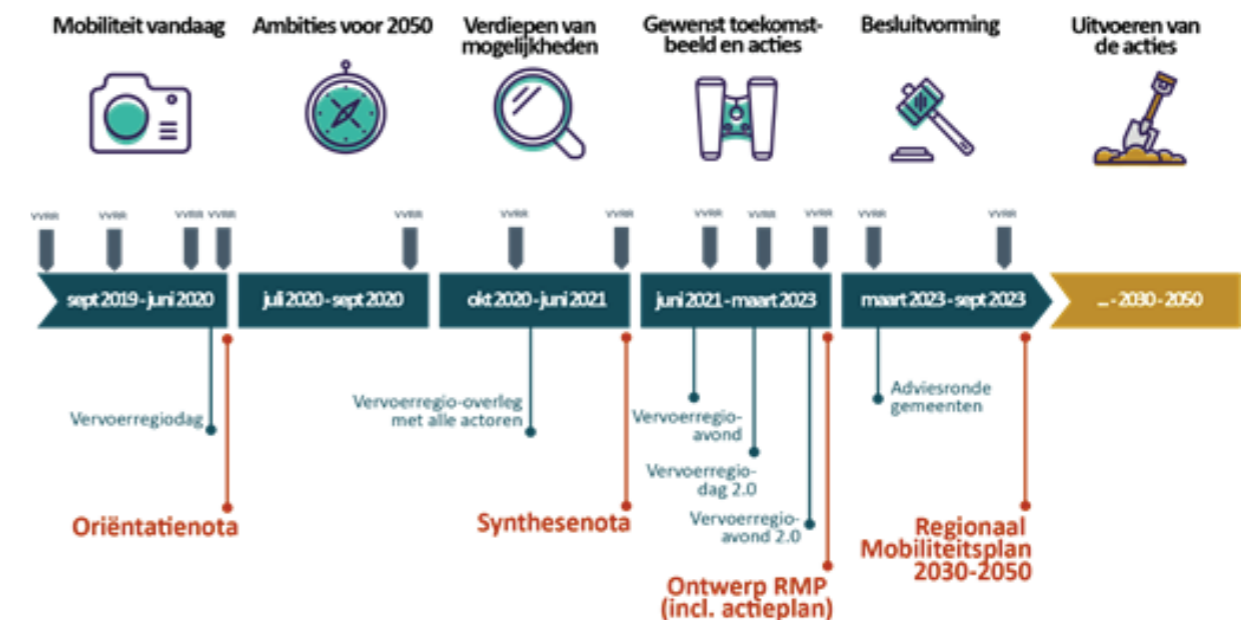 Mobiliteit vandaag
Ambities voor 2050
Verdiepen van
mogelijkheden
Gewenst toekomst-
beeld en acties
Besluitvorming
Uitvoeren van
de acties
VVRR VVRR VVRR VVRR VVRR VVRR VVRR VVRR VVRR VVRR VVRR VVRR
sept 2019 - juni 2020
juli 2020 - sept 2020
okt 2020 - juni 2021
juni 2021 - maart 2023
maart 2023 - sept 2023
... - 2030 - 2050
Vervoerregiodag
Oriëntatienota
Vervoerregio-overleg
met alle actoren
Synthesenota
Vervoerregio-
avond
Vervoerregio-
dag 2.0
Vervoerregio-
avond 2.0
Ontwerp RMP
(incl. actieplan)
Adviesronde
gemeenten
Regionaal
Mobiliteitsplan
2030-2050